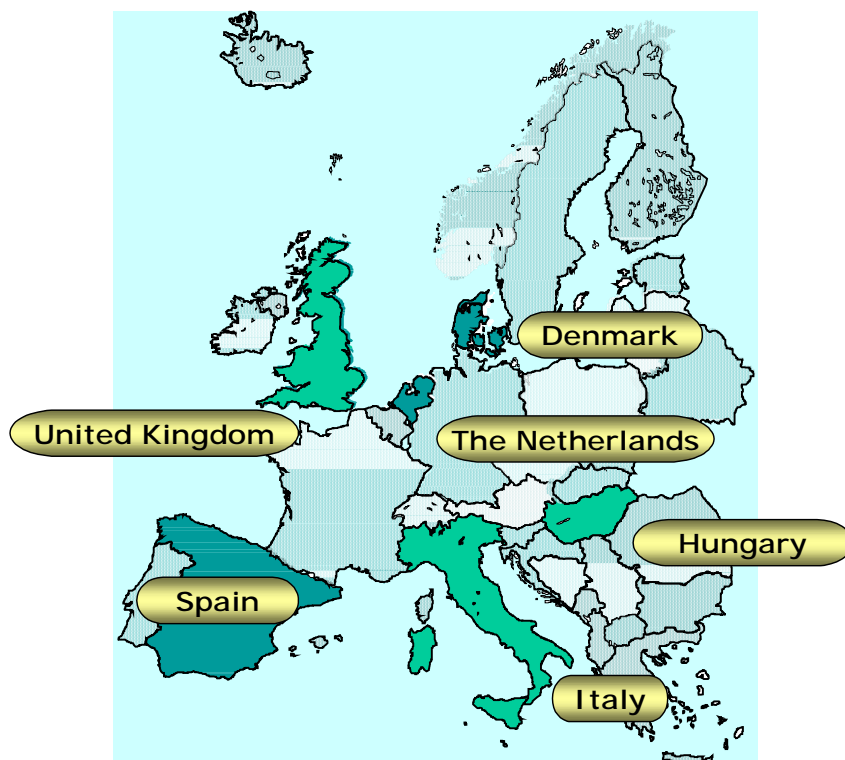 Denmark
United Kingdom
The Netherlands
Hungary
Spain
Italy